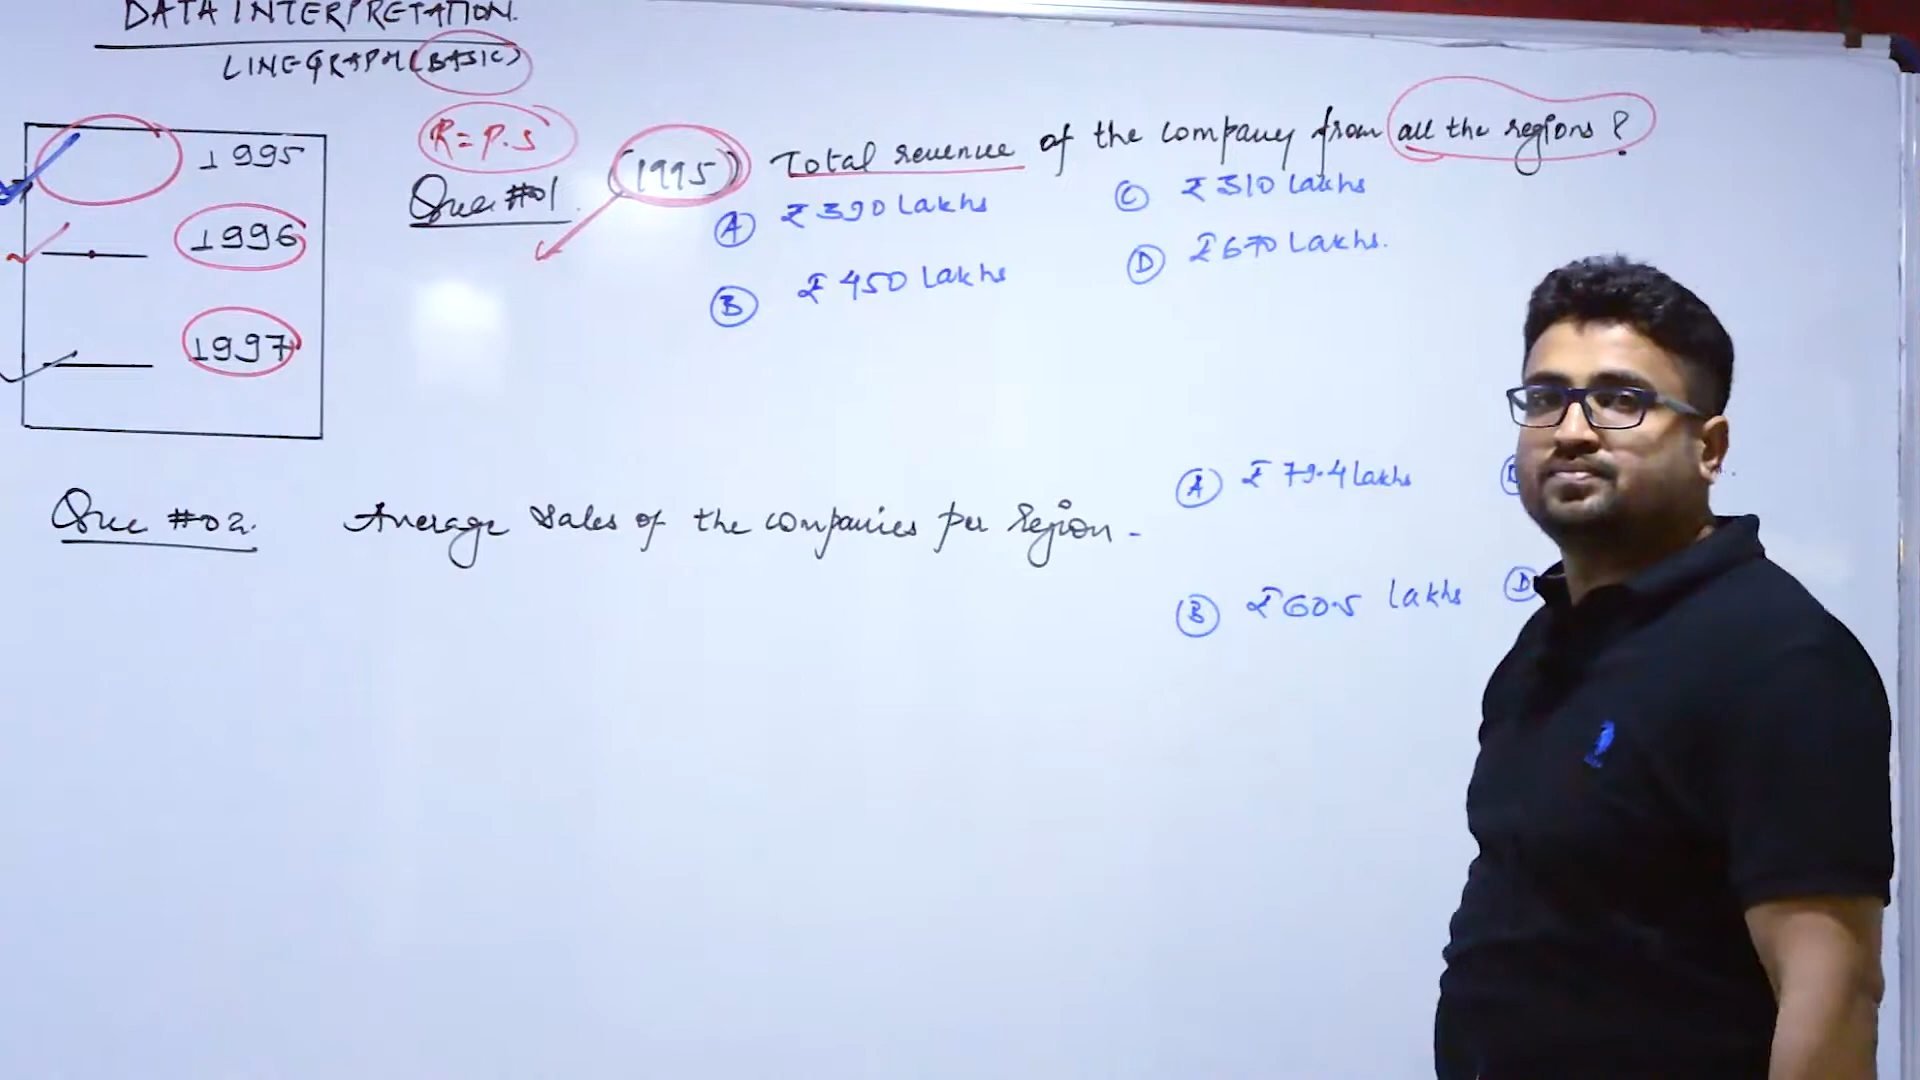 DATA INTERPRETATION.
LINEGRAPH (BASIC)
1995
1996
1997
R = P.S
Que #01. (1995) Total revenue of the company from all the regions ?
A ₹ 390 Lakhs
C ₹ 310 Lakhs
B ₹ 450 Lakhs
D ₹ 670 Lakhs.
Que #02. Average Sales of the companies per Region -
A ₹ 79.4 lakhs
B ₹ 60.5 lakhs
D